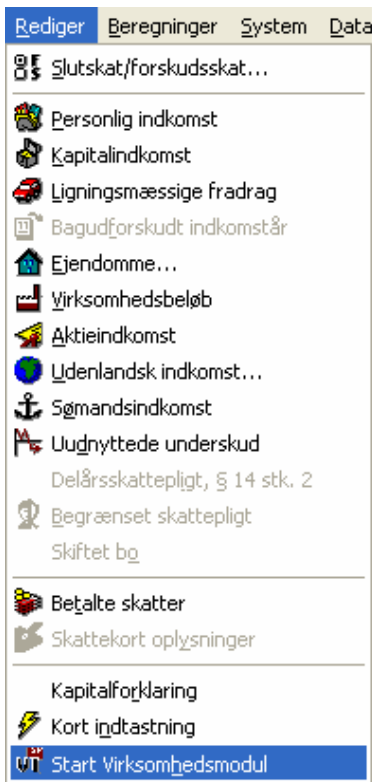 Rediger Beregninger System Data
Slutskat/forskudsskat...
Personlig indkomst
Kapitalindkomst
Ligningsmæssige fradrag
Bagudforskudt indkomstår
Ejendomme...
Virksomhedsbeløb
Aktieindkomst
Udenlandsk indkomst...
Sømandsindkomst
Uudnyttede underskud
Delårsskattepligt, § 14 stk. 2
Begrænset skattepligt
Skiftet bo
Betalte skatter
Skattekort oplysninger
Kapitalforklaring
Kort indtastning
Start Virksomhedsmodul